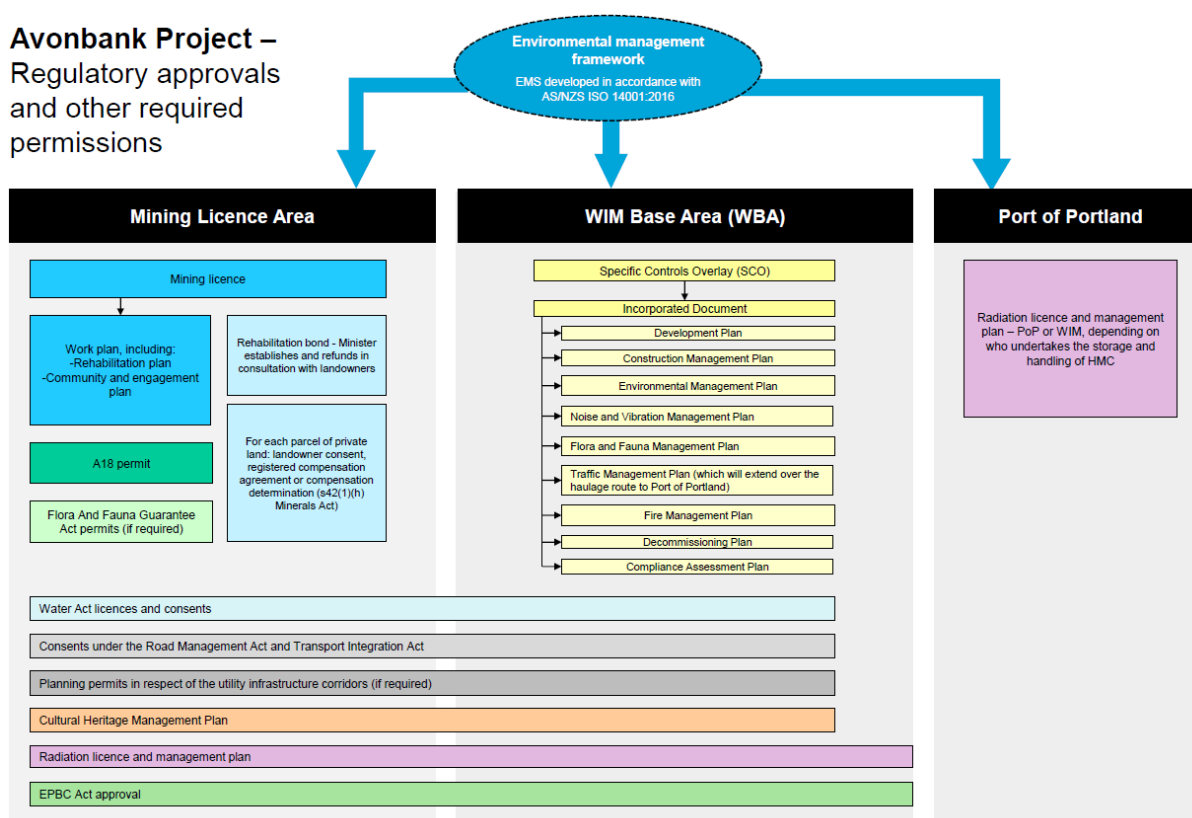 Avonbank Project –
Regulatory approvals
and other required
permissions
Environmental management
framework
EMS developed in accordance with
AS/NZS ISO 14001:2016
Mining Licence Area
Mining licence
Work plan, including:
-Rehabilitation plan
-Community and engagement
plan
Rehabilitation bond - Minister
establishes and refunds in
consultation with landowners
For each parcel of private
land: landowner consent,
registered compensation
agreement or compensation
determination (s42(1)(h)
Minerals Act)
A18 permit
Flora And Fauna Guarantee
Act permits (if required)
WIM Base Area (WBA)
Specific Controls Overlay (SCO)
Incorporated Document
Development Plan
Construction Management Plan
Environmental Management Plan
Noise and Vibration Management Plan
Flora and Fauna Management Plan
Traffic Management Plan (which will extend over the
haulage route to Port of Portland)
Fire Management Plan
Decommissioning Plan
Compliance Assessment Plan
Port of Portland
Radiation licence and management
plan – PoP or WIM, depending on
who undertakes the storage and
handling of HMC
Water Act licences and consents
Consents under the Road Management Act and Transport Integration Act
Planning permits in respect of the utility infrastructure corridors (if required)
Cultural Heritage Management Plan
Radiation licence and management plan
EPBC Act approval